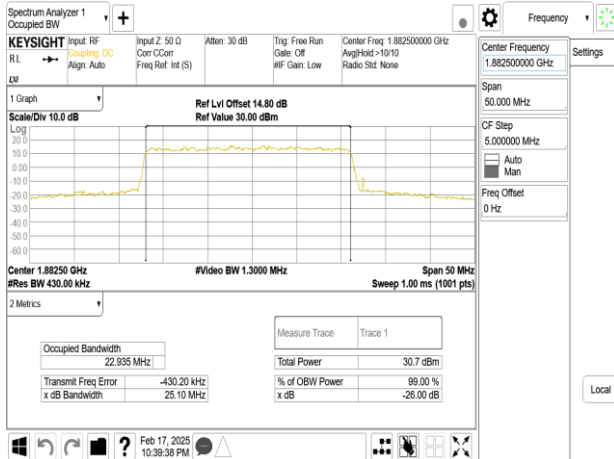 Spectrum Analyzer 1
Occupied BW
Frequency
KEYSIGHT
RL
LXI
Input: RF
Coupling: DC
Align: Auto
Input Z: 50 Ω
Corr CCorr
Freq Ref: Int (S)
Atten: 30 dB
Trig: Free Run
Gate: Off
#IF Gain: Low
Center Freq: 1.882500000 GHz
Avg|Hold:>10/10
Radio Std: None
Center Frequency
1.882500000 GHz
Settings
Span
50.000 MHz
CF Step
5.000000 MHz
Auto
Man
Freq Offset
0 Hz
1 Graph
Scale/Div 10.0 dB
Ref Lvl Offset 14.80 dB
Ref Value 30.00 dBm
Log
20.0
10.0
0.00
-10.0
-20.0
-30.0
-40.0
-50.0
-60.0
Center 1.88250 GHz
#Res BW 430.00 kHz
#Video BW 1.3000 MHz
Span 50 MHz
Sweep 1.00 ms (1001 pts)
2 Metrics
Measure Trace Trace 1
Occupied Bandwidth
22.935 MHz
Total Power 30.7 dBm
Transmit Freq Error -430.20 kHz
% of OBW Power 99.00 %
x dB Bandwidth 25.10 MHz
x dB -26.00 dB
Local
?
Feb 17, 2025
10:39:38 PM